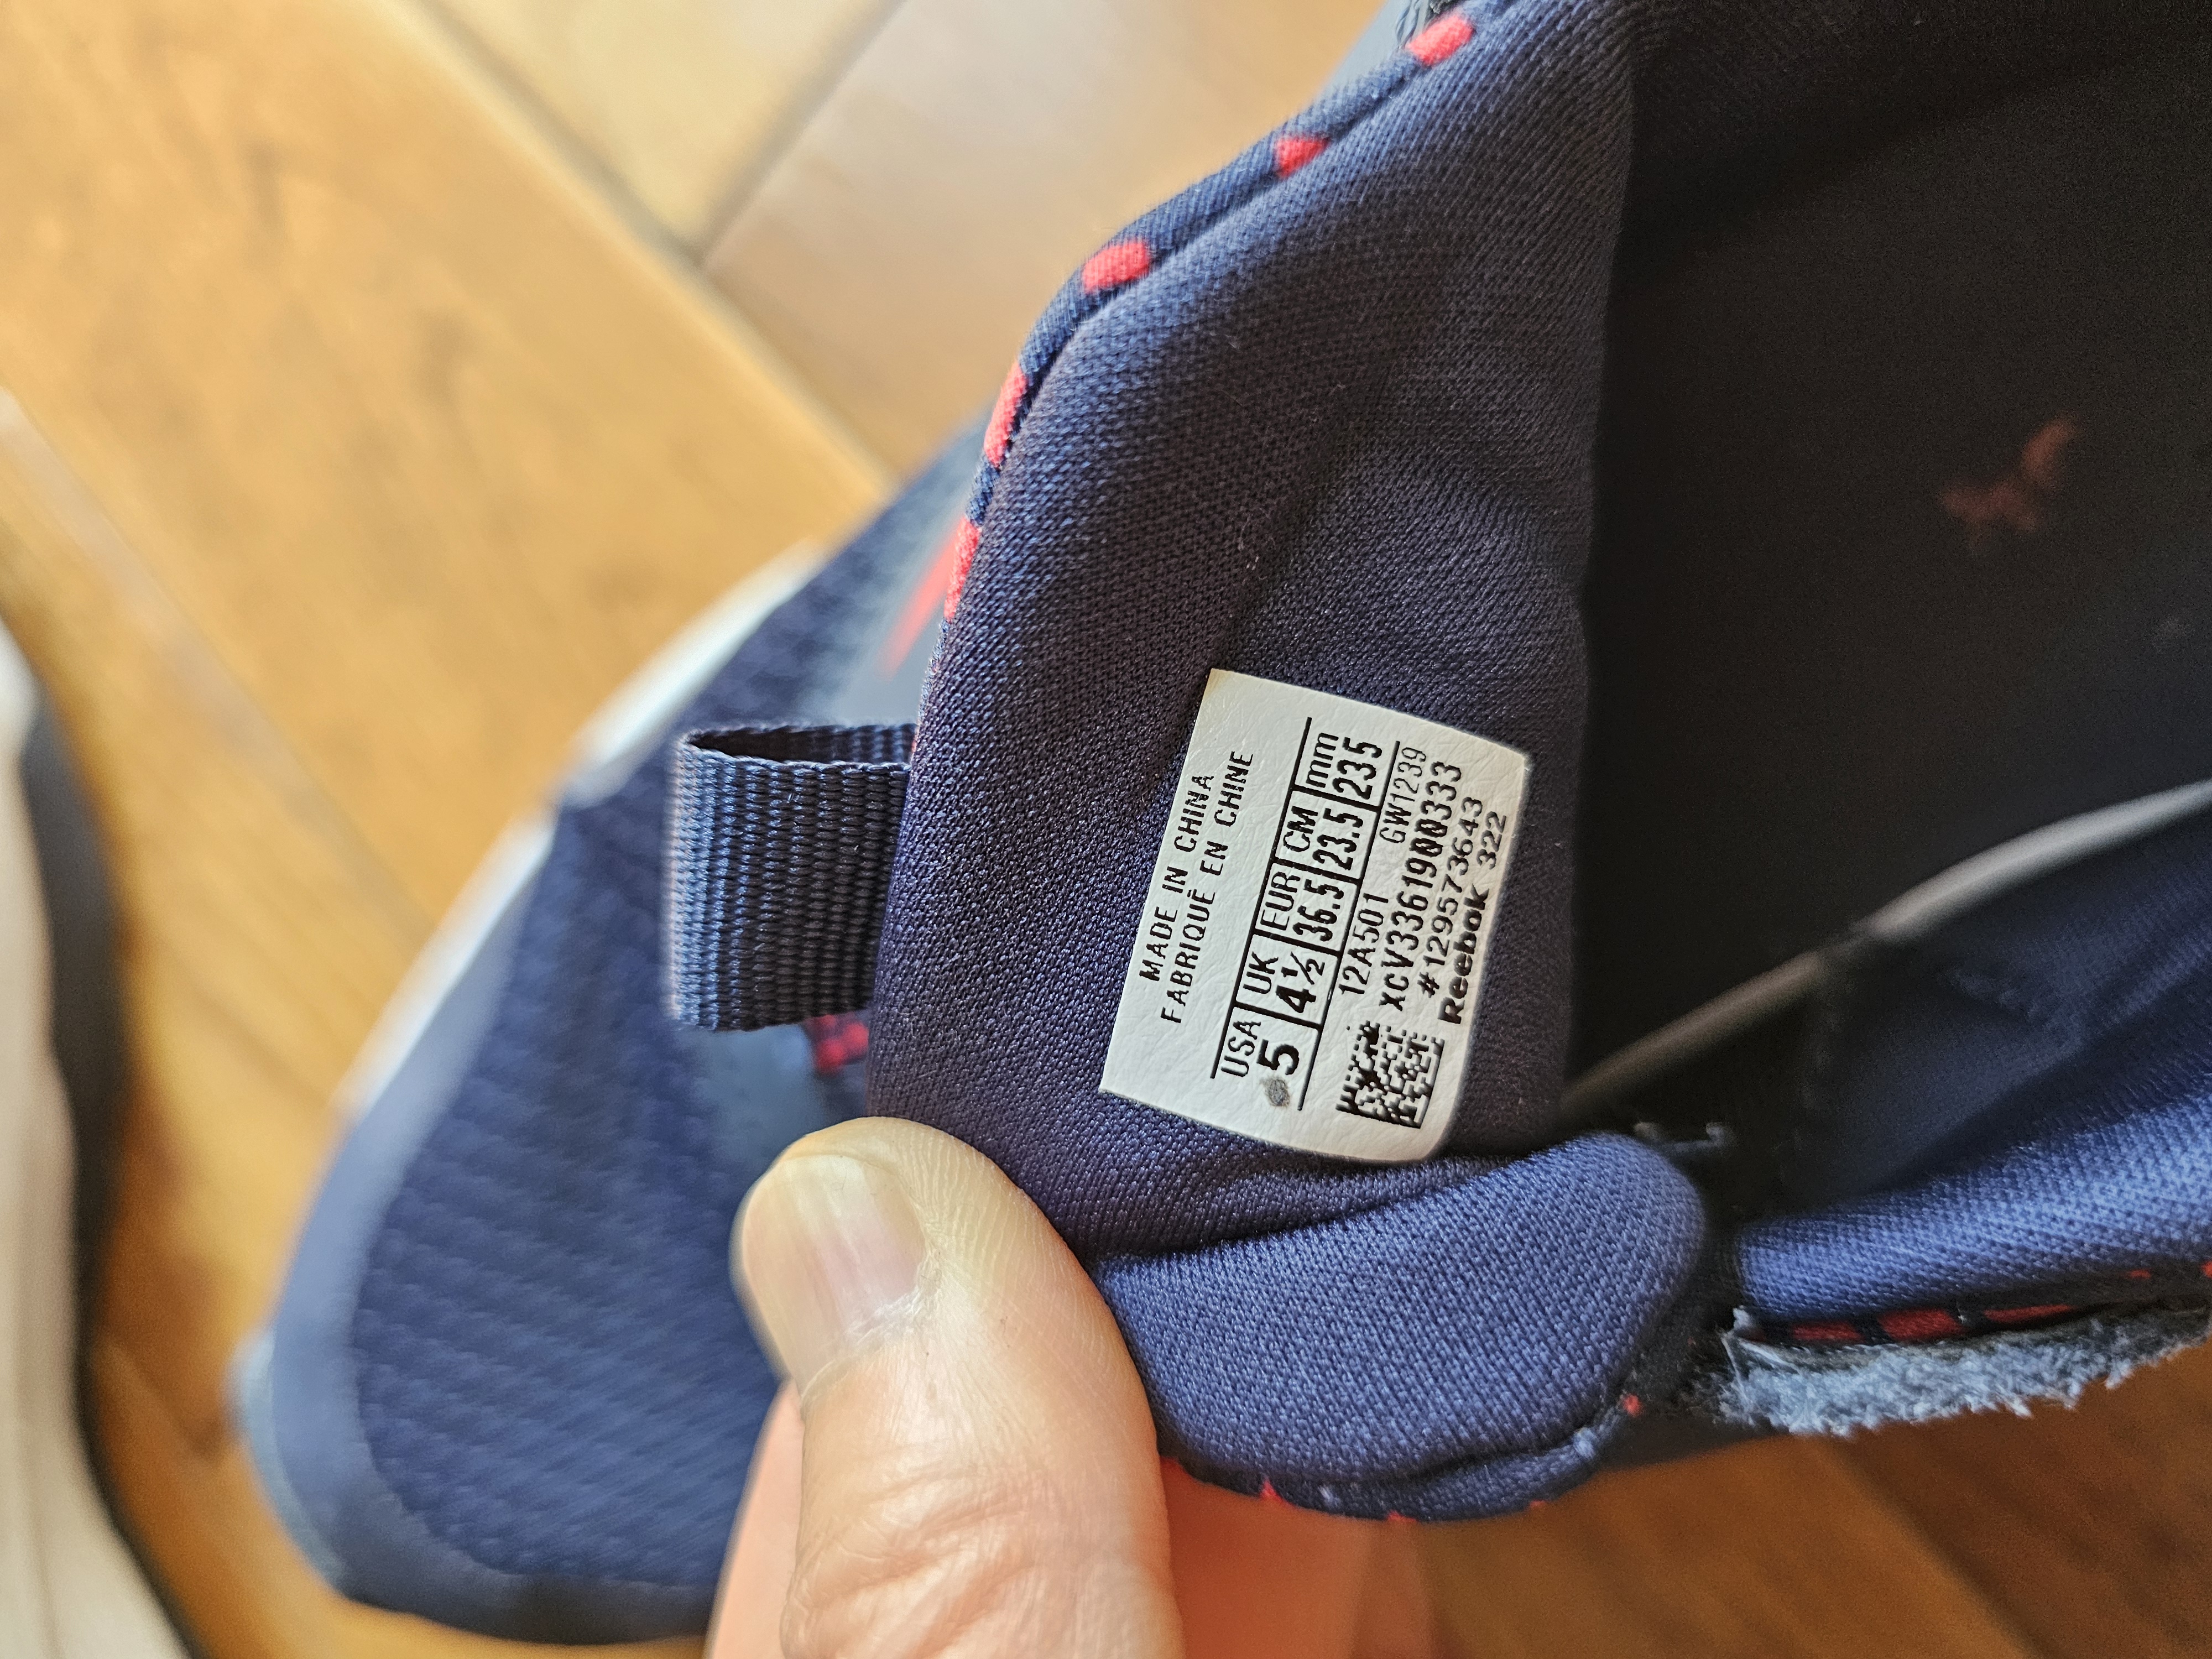 MADE IN CHINA
FABRIQUÉ EN CHINE
USA UK EUR CM mm
5 4½ 36.5 23.5 235
12A501 GW1239
XCV3361900333
#1295573643
Reebok 322